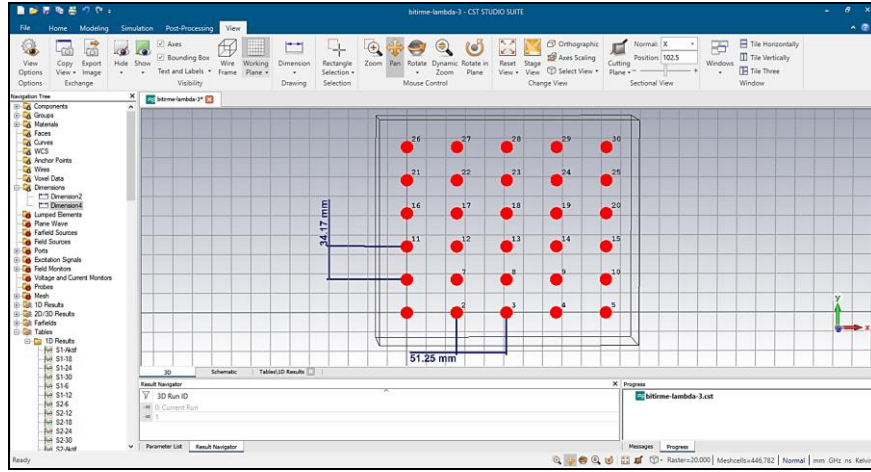 bitirme-lambda-3 - CST STUDIO SUITE
File Home Modeling Simulation Post-Processing View
View Options
Copy View
Export Image
Hide
Show
Axes
Bounding Box
Text and Labels
Wire Frame
Working Plane
Dimension
Rectangle Selection
Zoom
Pan
Rotate
Dynamic Zoom
Rotate in Plane
Reset View
Stage View
Orthographic
Axes Scaling
Select View
Cutting Plane
Normal: X
Position: 102.5
Windows
Tile Horizontally
Tile Vertically
Tile Three
Options Exchange Visibility Drawing Selection Mouse Control Change View Sectional View Window
Navigation Tree
Components
Groups
Materials
Faces
Curves
WCS
Anchor Points
Wires
Voxel Data
Dimensions
Dimension2
Dimension4
Lumped Elements
Plane Wave
Farfield Sources
Field Sources
Ports
Excitation Signals
Field Monitors
Voltage and Current Monitors
Probes
Mesh
1D Results
2D/3D Results
Farfields
Tables
1D Results
S1-Aktif
S1-18
S1-24
S1-30
S1-6
S1-12
S2-6
S2-12
S2-18
S2-24
S2-30
S2-Aktif
bitirme-lambda-3*
26 27 28 29 30
21 22 23 24 25
16 17 18 19 20
11 12 13 14 15
7 8 9 10
2 3 4 5
34.17 mm
51.25 mm
y
x
3D Schematic Tables\1D Results
Result Navigator
3D Run ID
0: Current Run
1
Parameter List Result Navigator
Progress
bitirme-lambda-3.cst
Messages Progress
Ready
Raster=20.000 Meshcells=446,782 Normal mm GHz ns Kelvin